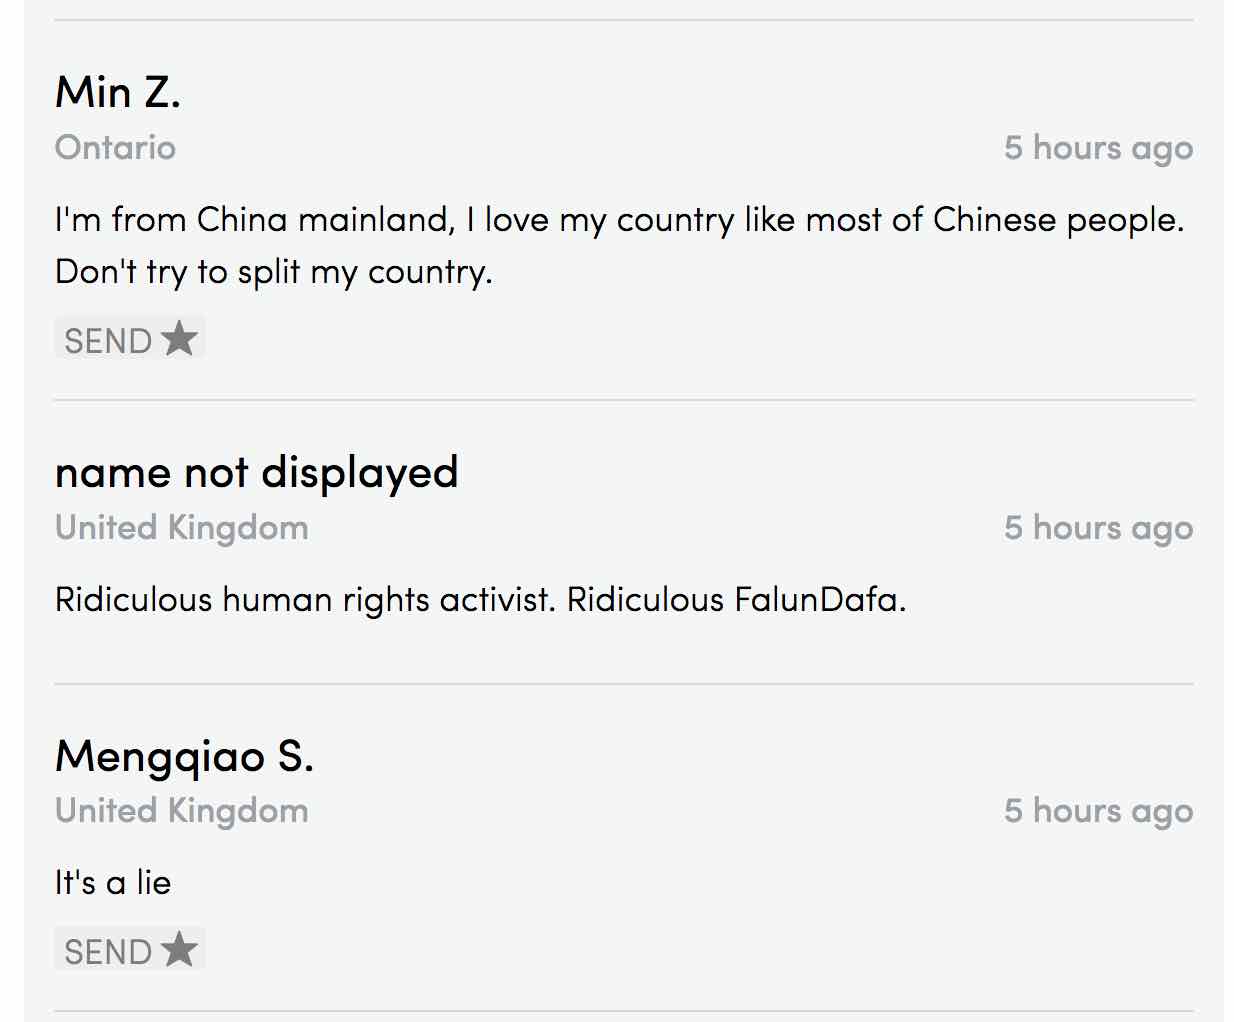 Min Z.
Ontario
5 hours ago
I'm from China mainland, I love my country like most of Chinese people.
Don't try to split my country.
SEND
name not displayed
United Kingdom
5 hours ago
Ridiculous human rights activist. Ridiculous FalunDafa.
Mengqiao S.
United Kingdom
5 hours ago
It's a lie
SEND